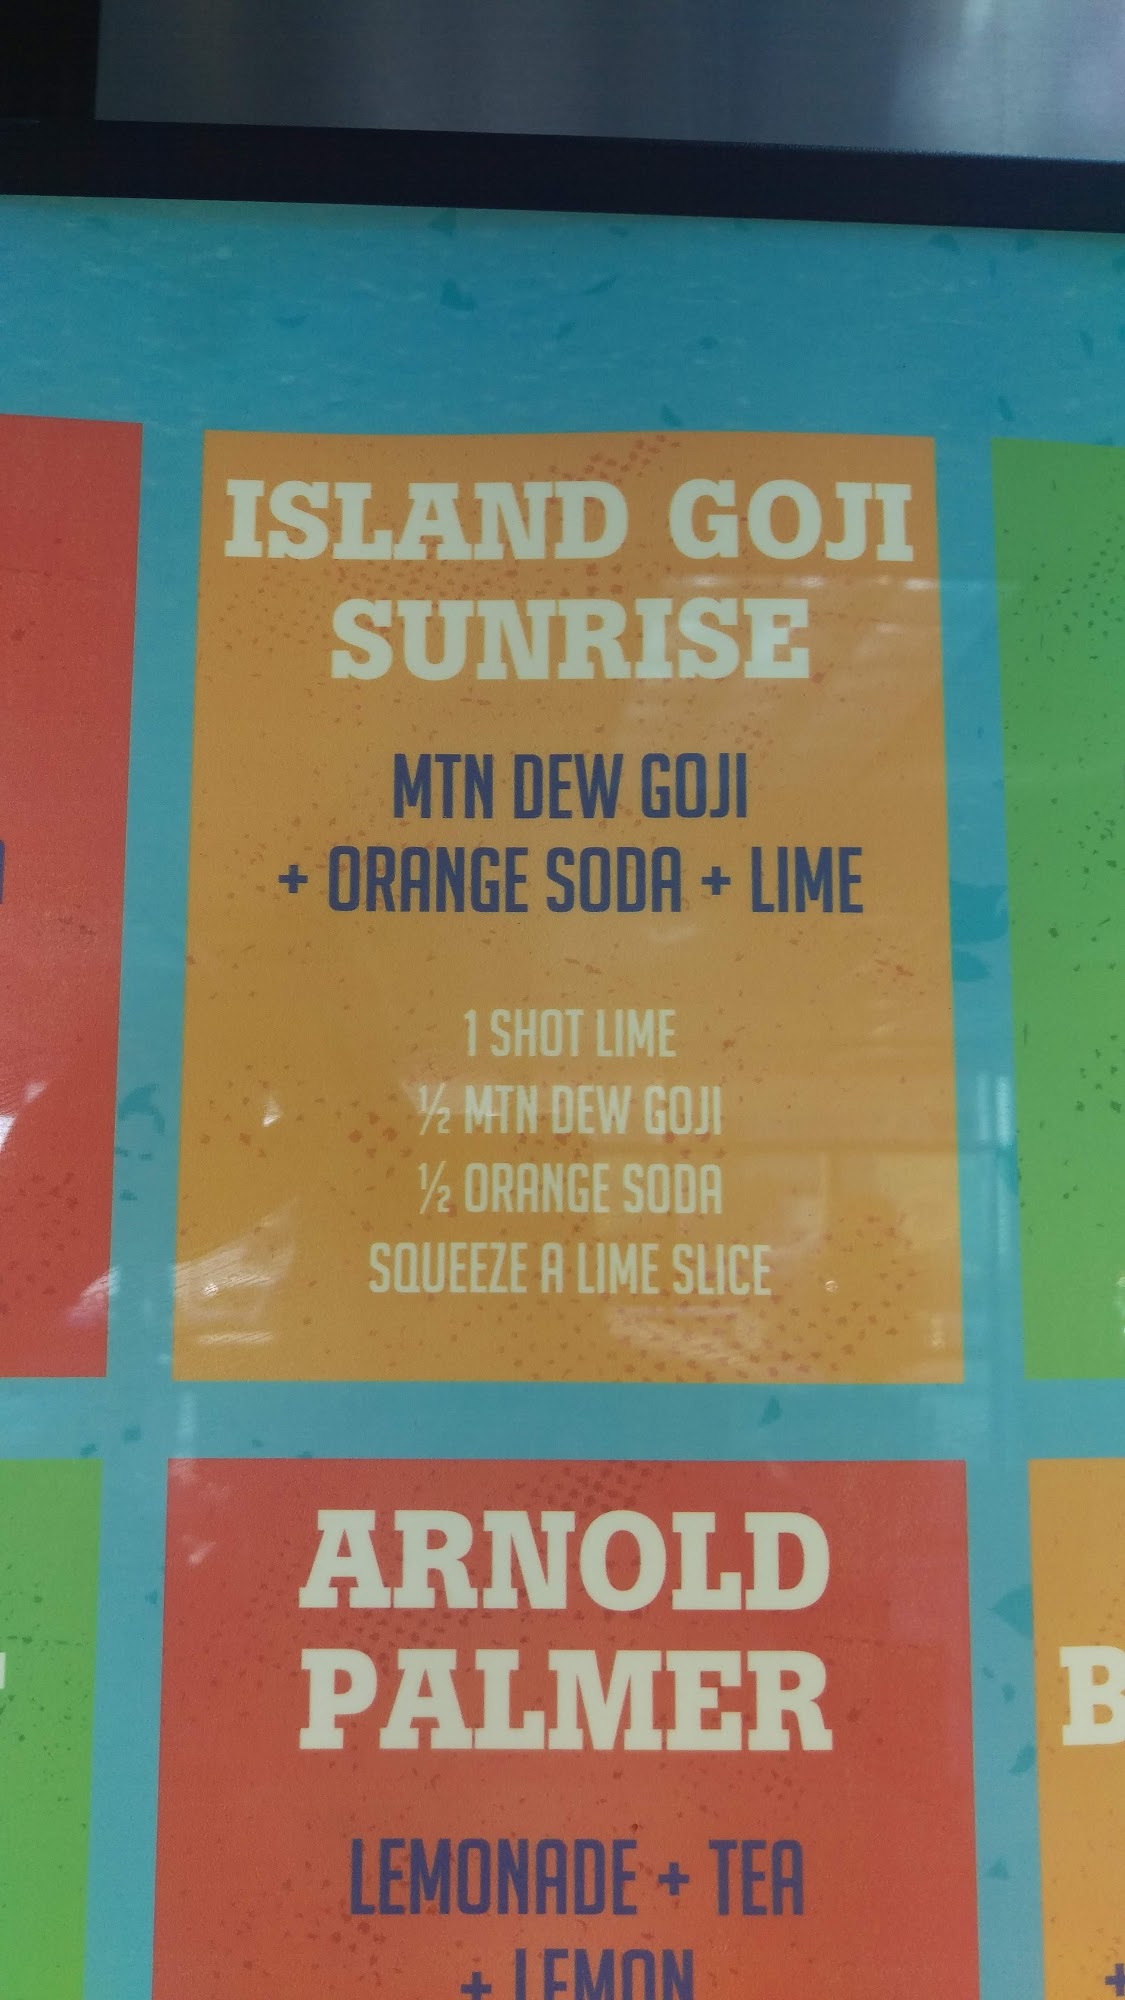 ISLAND GOJI
SUNRISE
MTN DEW GOJI
+ ORANGE SODA + LIME
1 SHOT LIME
½ MTN DEW GOJI
½ ORANGE SODA
SQUEEZE A LIME SLICE
ARNOLD
PALMER
LEMONADE + TEA
+ LEMON